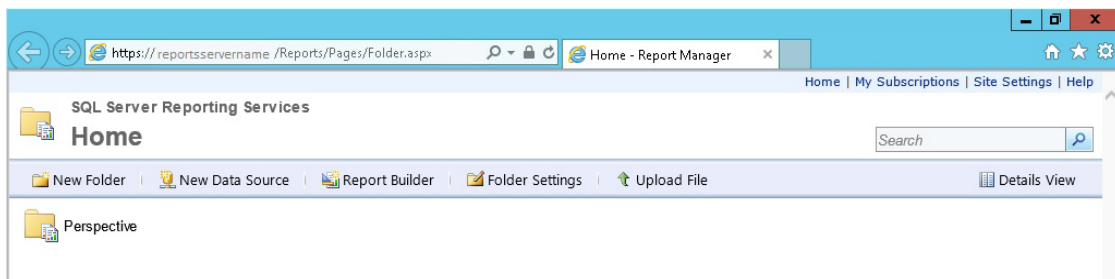 https://reportsservername /Reports/Pages/Folder.aspx
Home - Report Manager
Home | My Subscriptions | Site Settings | Help
SQL Server Reporting Services
Home
Search
New Folder | New Data Source | Report Builder | Folder Settings | Upload File Details View
Perspective